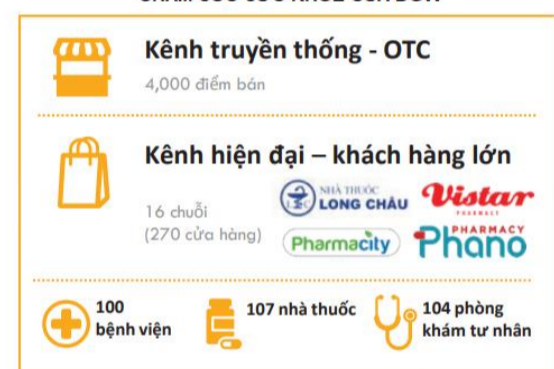 Kênh truyền thống - OTC
4,000 điểm bán
Kênh hiện đại – khách hàng lớn
16 chuỗi
(270 cửa hàng)
NHÀ THUỐC
LONG CHÂU
Vistar
PHARMACY
Pharmacity
PHARMACY
Phano
100
bệnh viện
107 nhà thuốc
104 phòng
khám tư nhân